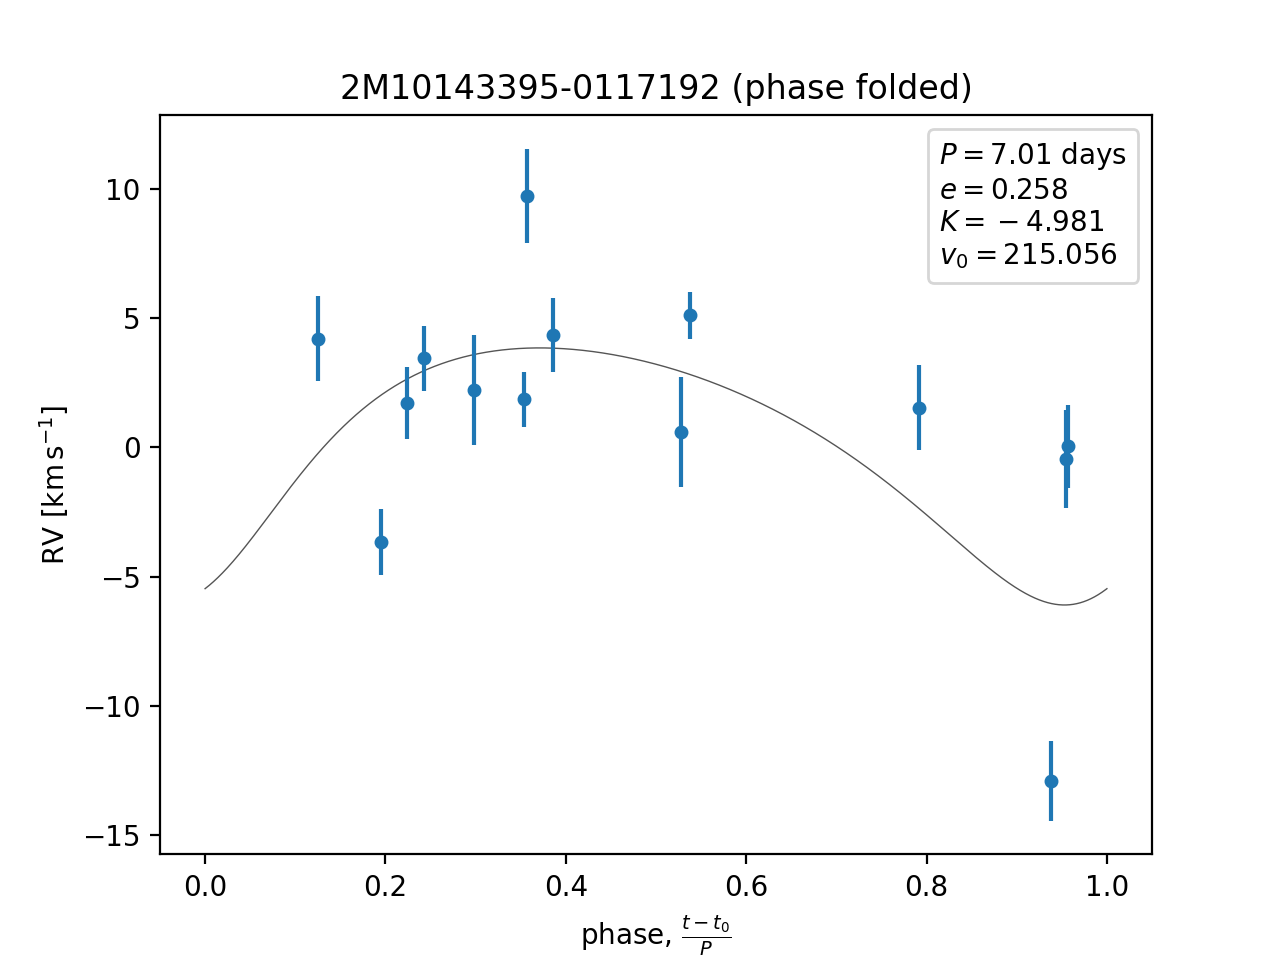 2M10143395-0117192 (phase folded)
P = 7.01 days
e = 0.258
K = −4.981
v₀ = 215.056
RV [km s⁻¹]
10
5
0
−5
−10
−15
0.0 0.2 0.4 0.6 0.8 1.0
phase, (t − t₀)/P